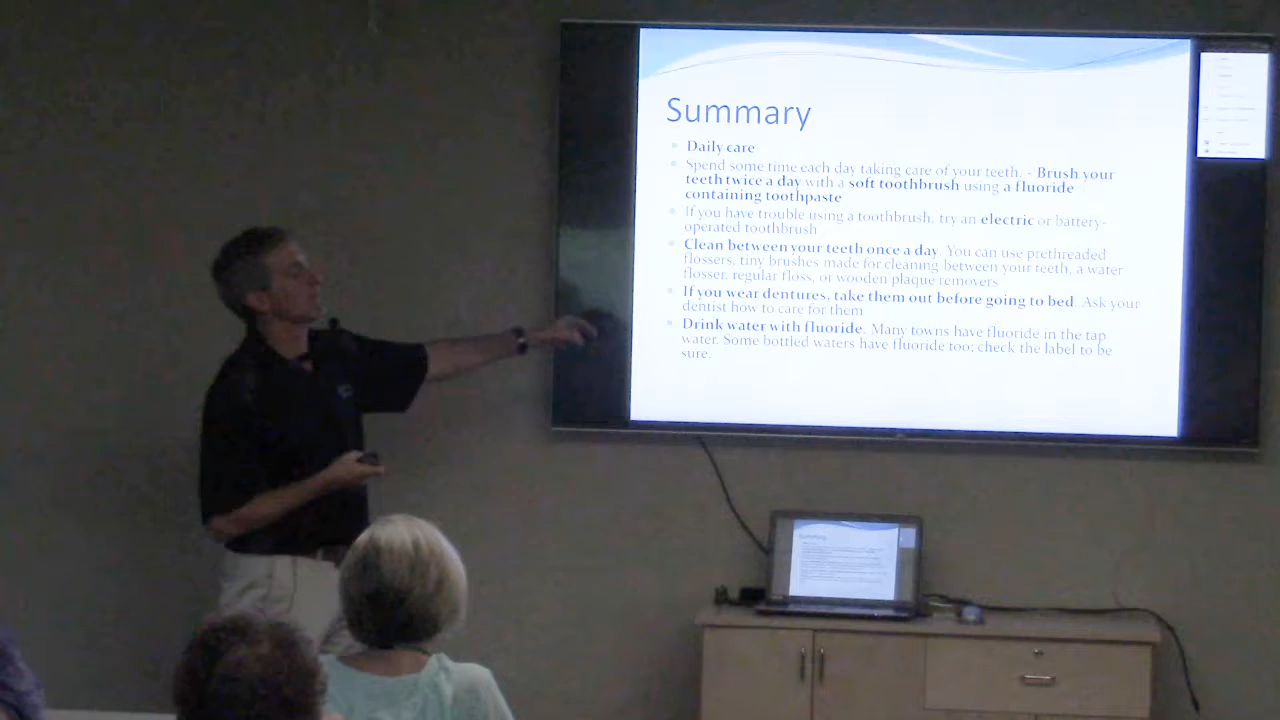 Summary
Daily care
Spend some time each day taking care of your teeth. - Brush your
teeth twice a day with a soft toothbrush using a fluoride
containing toothpaste
If you have trouble using a toothbrush, try an electric or battery-
operated toothbrush
Clean between your teeth once a day. You can use prethreaded
flossers, tiny brushes made for cleaning between your teeth, a water
flosser, regular floss, or wooden plaque removers
If you wear dentures, take them out before going to bed. Ask your
dentist how to care for them
Drink water with fluoride. Many towns have fluoride in the tap
water. Some bottled waters have fluoride too; check the label to be
sure.
Summary